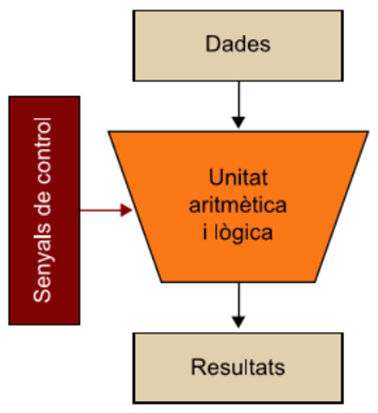 Dades
Senyals de control
Unitat
aritmètica
i lògica
Resultats